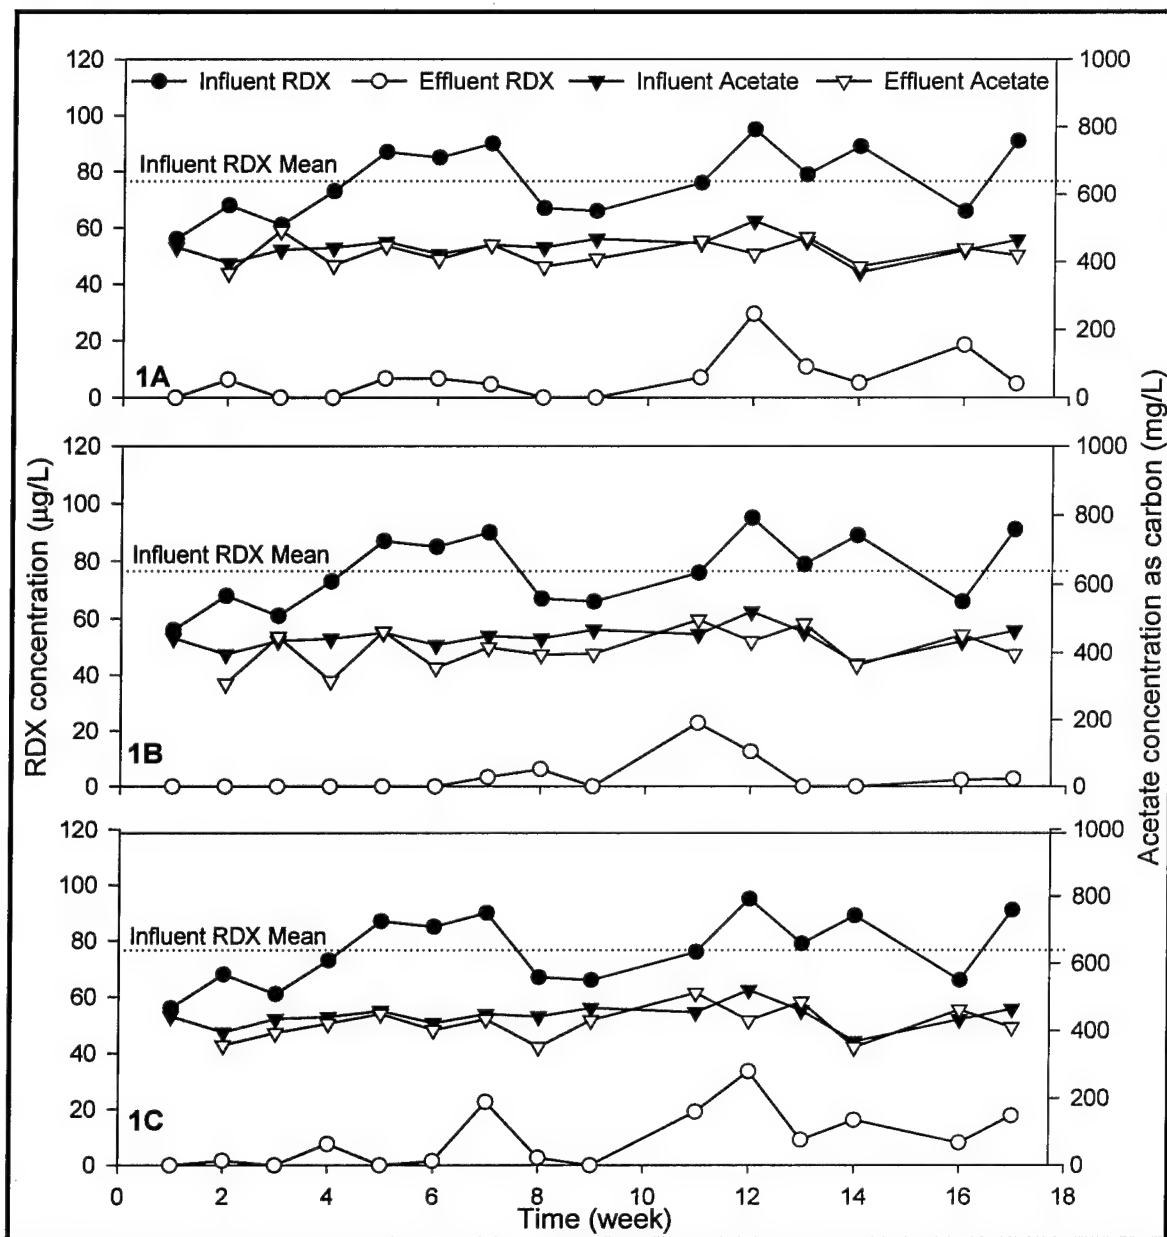 Influent RDX Effluent RDX Influent Acetate Effluent Acetate
120 1000
100 800
Influent RDX Mean
80
600
60
40 400
20 200
1A
0 0
RDX concentration (µg/L)
Acetate concentration as carbon (mg/L)
120 1000
100 800
Influent RDX Mean
80
600
60
40 400
20 200
1B
0 0
120 1000
100 800
Influent RDX Mean
80
600
60
40 400
20 200
1C
0 0
0 2 4 6 8 10 12 14 16 18
Time (week)